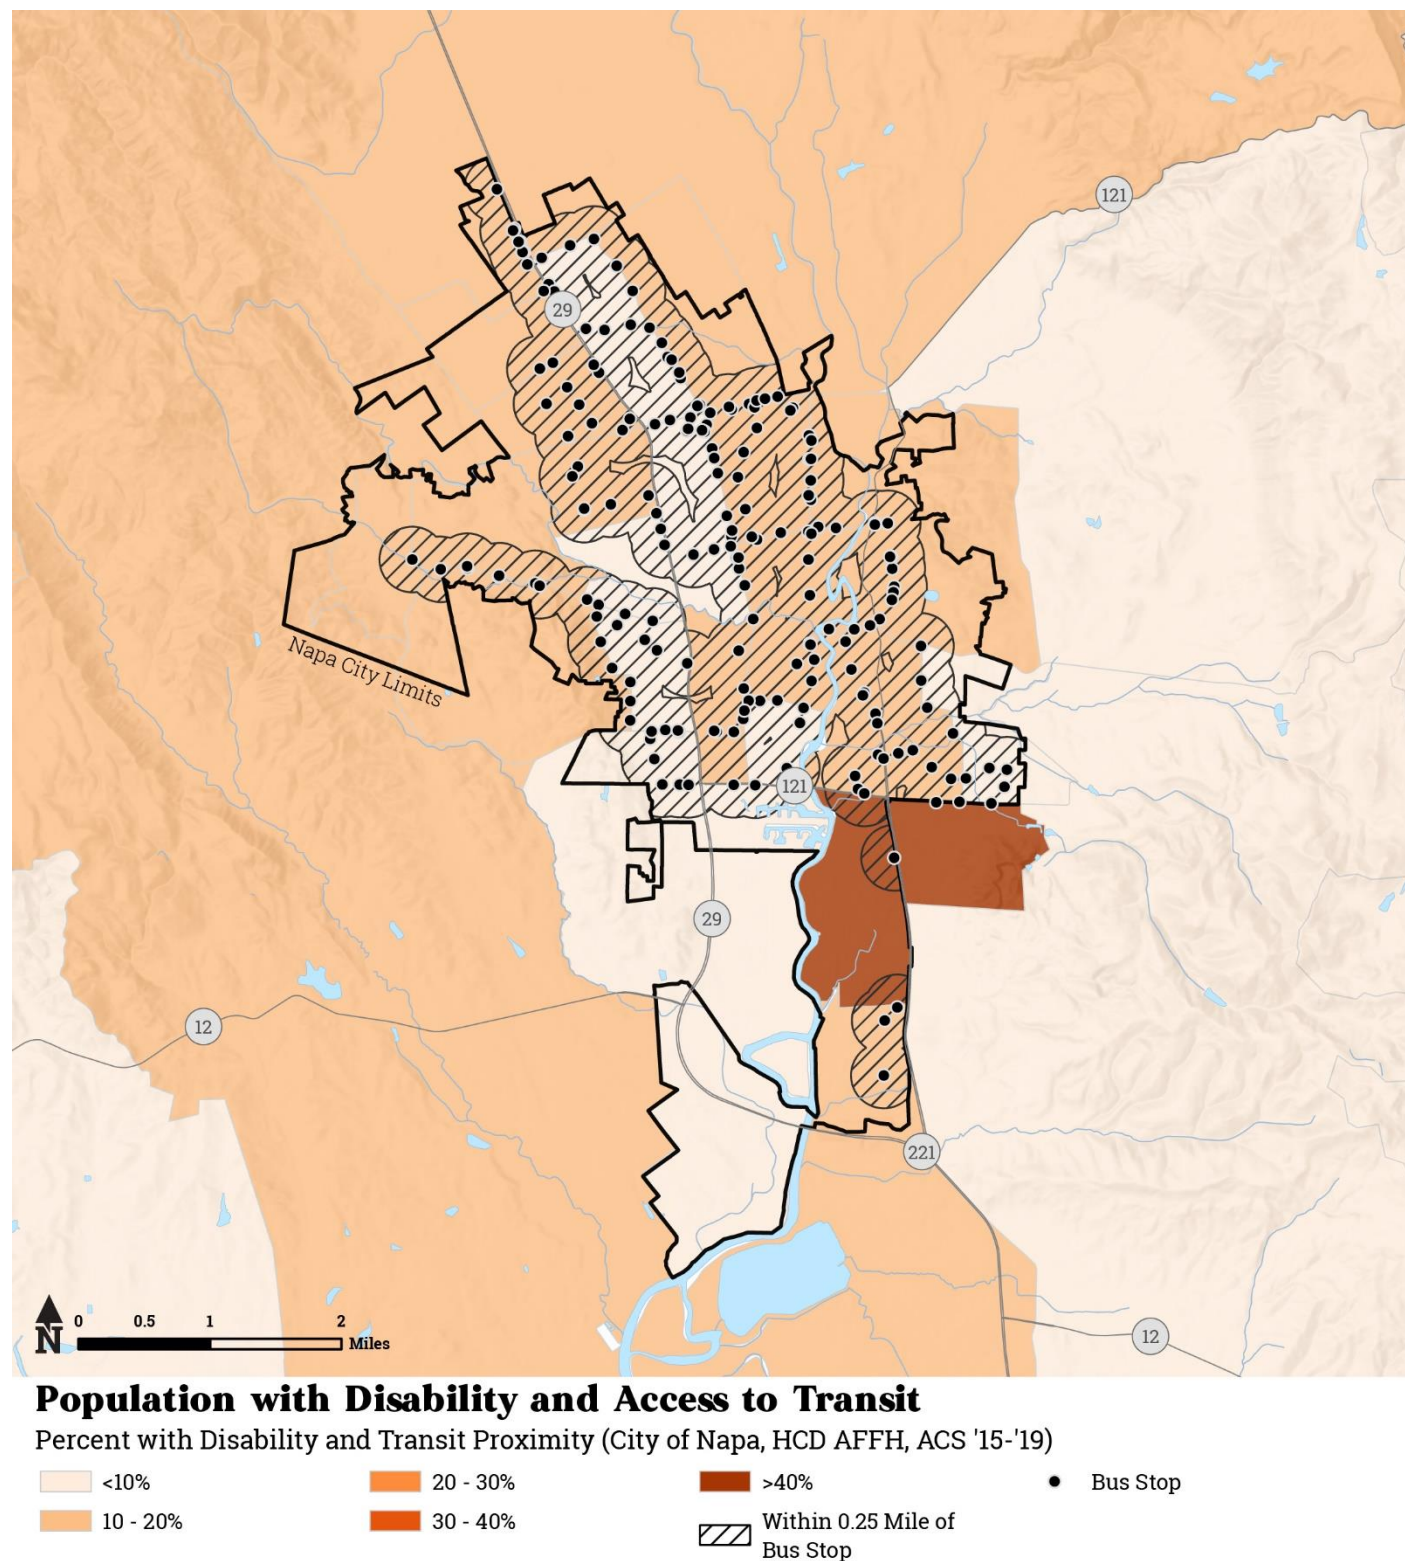 121
29
Napa City Limits
121
29
12
221
12
N
0 0.5 1 2
Miles
Population with Disability and Access to Transit
Percent with Disability and Transit Proximity (City of Napa, HCD AFFH, ACS '15-'19)
<10%
20 - 30%
>40%
Bus Stop
10 - 20%
30 - 40%
Within 0.25 Mile of
Bus Stop